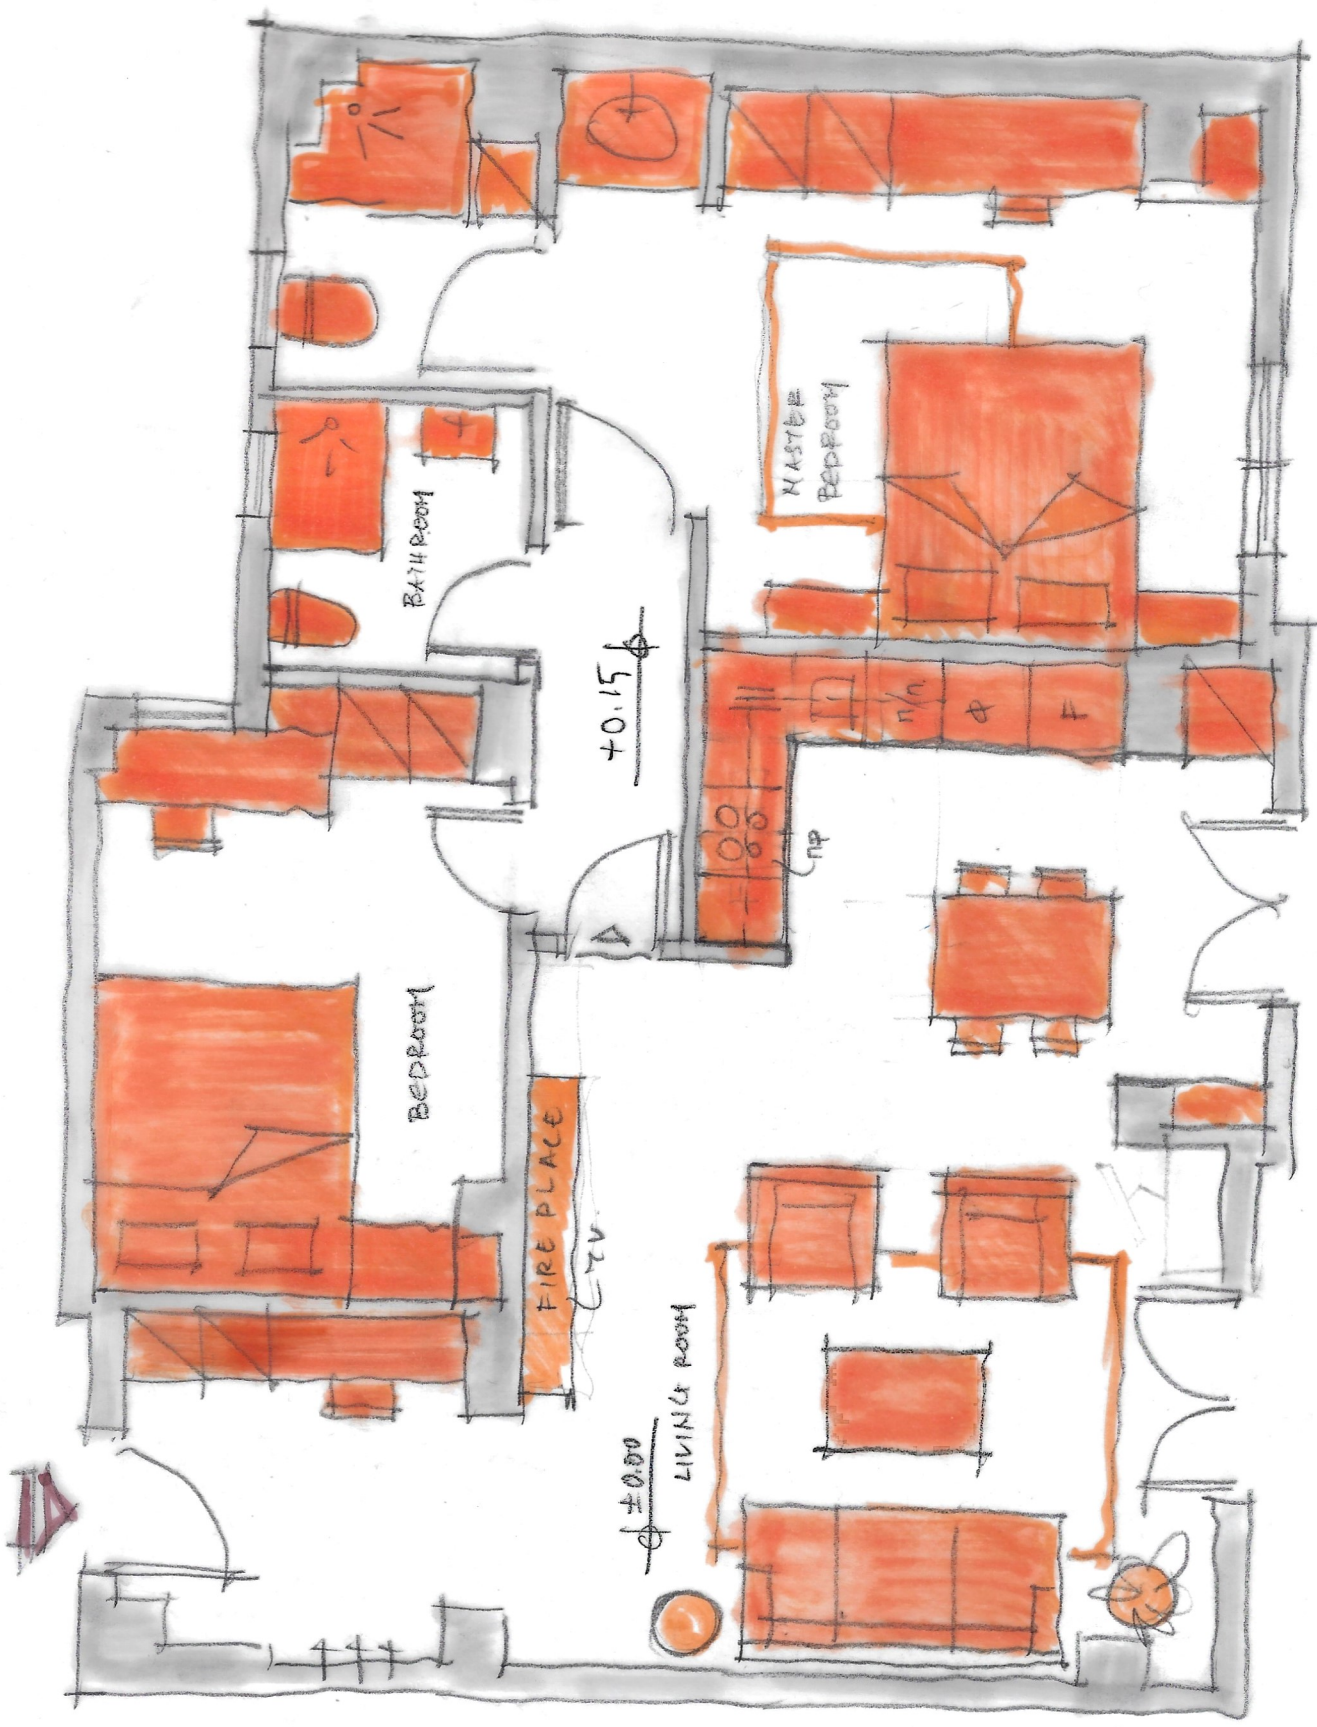 MASTER
BEDROOM
BATHROOM
+0.15
F
BEDROOM
FIREPLACE
TV
LIVING ROOM
±0.00